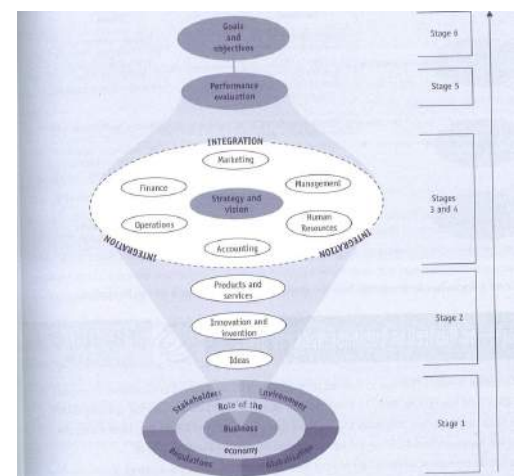 Goals
and
objectives
Stage 6
Performance
evaluation
Stage 5
INTEGRATION
Marketing
Finance
Management
Strategy and
vision
Stages
3 and 4
Operations
Human
Resources
INTEGRATION
Accounting
INTEGRATION
Products and
services
Innovation and
invention
Stage 2
Ideas
Stakeholders
Environment
Role of the
Business
Stage 1
economy
Regulations
Globalisation